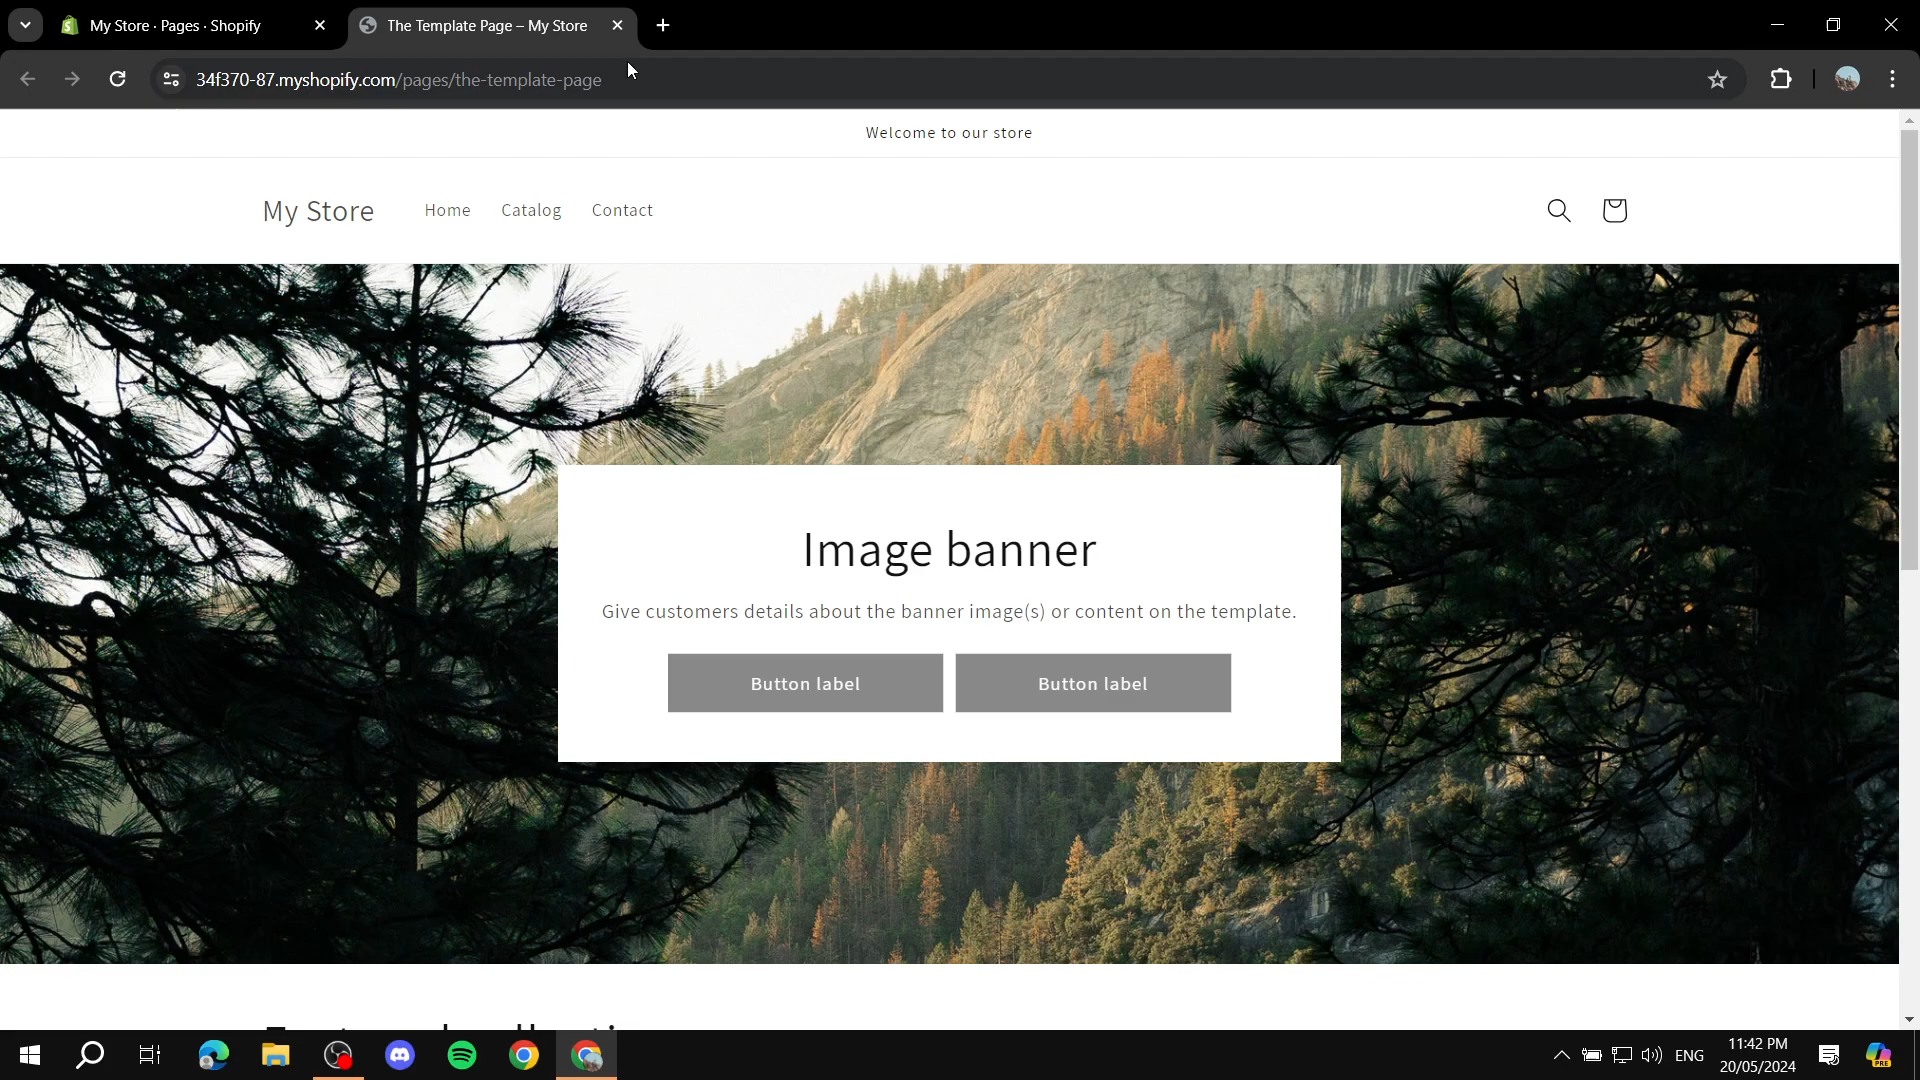 My Store · Pages · Shopify
The Template Page – My Store
34f370-87.myshopify.com/pages/the-template-page
Welcome to our store
My Store
Home
Catalog
Contact
Image banner
Give customers details about the banner image(s) or content on the template.
Button label
Button label
ENG
11:42 PM
20/05/2024
PRE